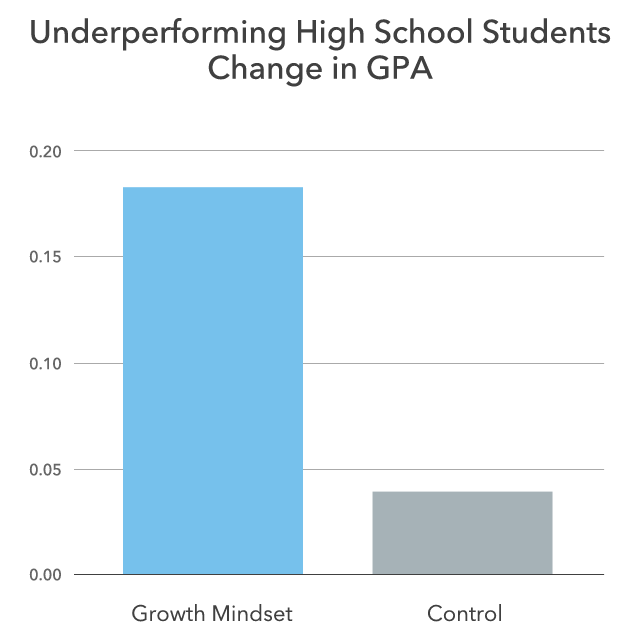 Underperforming High School Students
Change in GPA
0.20
0.15
0.10
0.05
0.00
Growth Mindset
Control